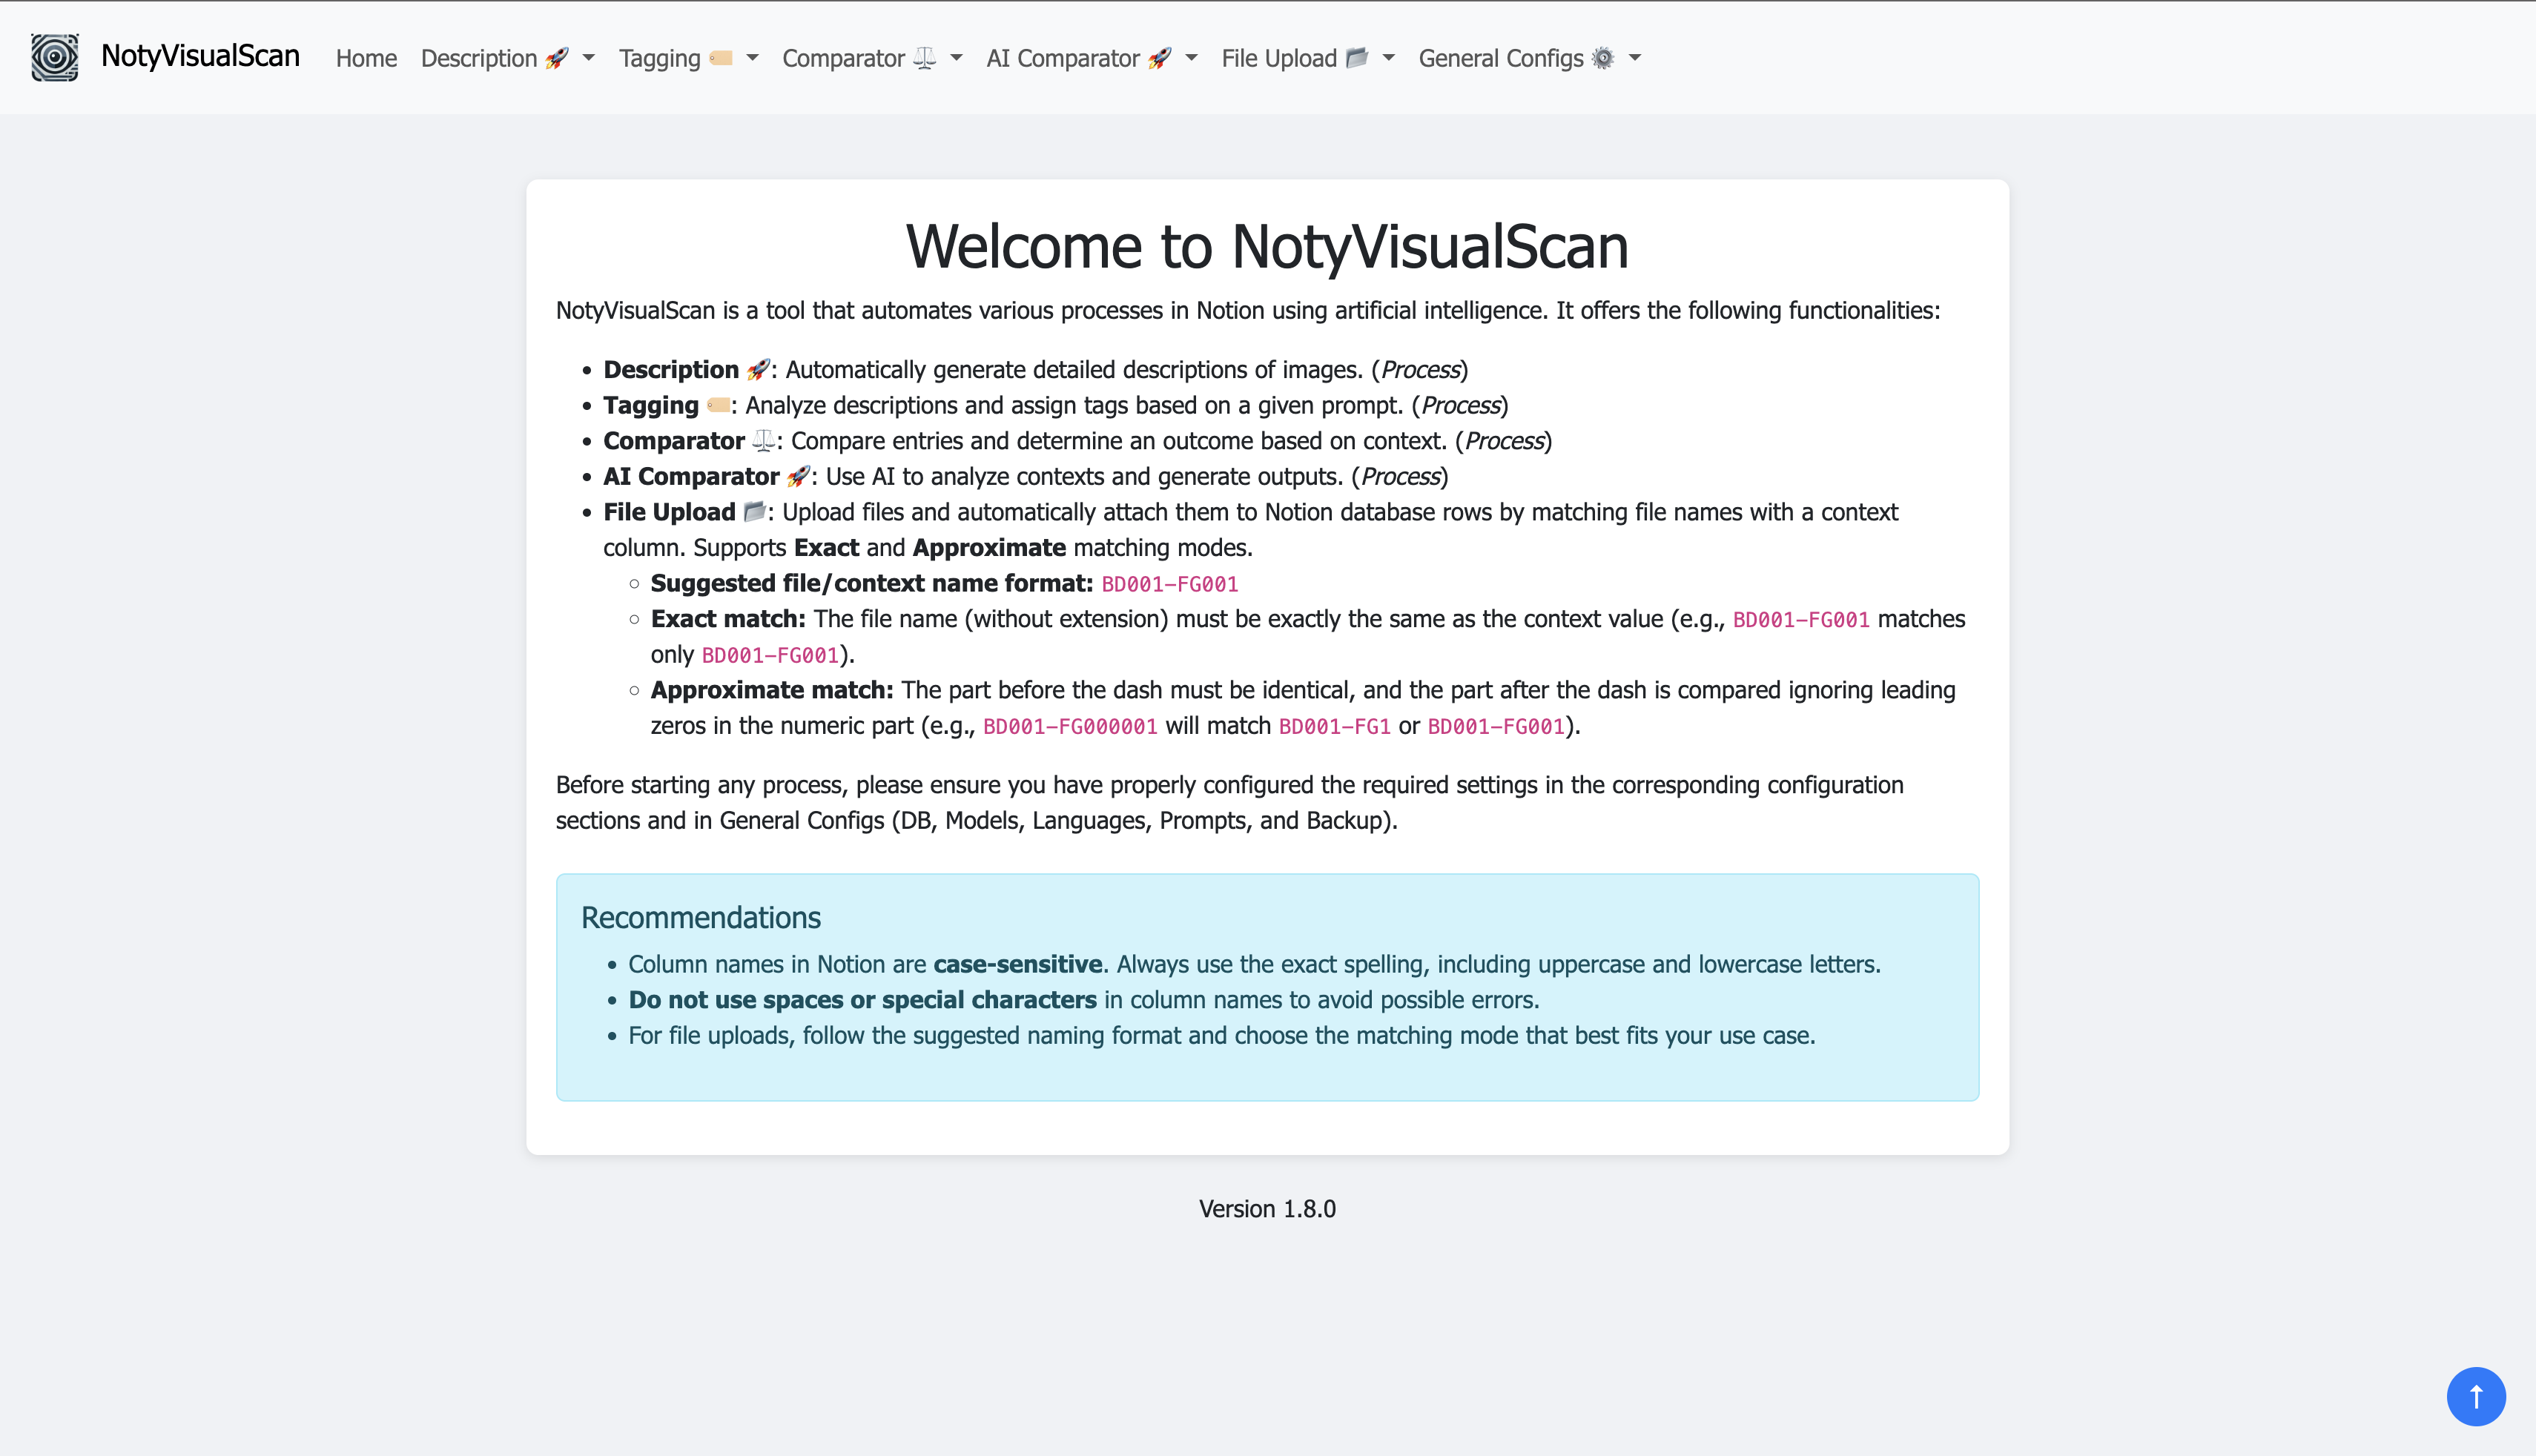 NotyVisualScan
Home
Description 🚀
Tagging 🏷️
Comparator ⚖️
AI Comparator 🚀
File Upload 📂
General Configs ⚙️
Welcome to NotyVisualScan
NotyVisualScan is a tool that automates various processes in Notion using artificial intelligence. It offers the following functionalities:
• Description 🚀: Automatically generate detailed descriptions of images. (Process)
• Tagging 🏷️: Analyze descriptions and assign tags based on a given prompt. (Process)
• Comparator ⚖️: Compare entries and determine an outcome based on context. (Process)
• AI Comparator 🚀: Use AI to analyze contexts and generate outputs. (Process)
• File Upload 📂: Upload files and automatically attach them to Notion database rows by matching file names with a context
column. Supports Exact and Approximate matching modes.
◦ Suggested file/context name format: BD001-FG001
◦ Exact match: The file name (without extension) must be exactly the same as the context value (e.g., BD001-FG001 matches
only BD001-FG001).
◦ Approximate match: The part before the dash must be identical, and the part after the dash is compared ignoring leading
zeros in the numeric part (e.g., BD001-FG000001 will match BD001-FG1 or BD001-FG001).
Before starting any process, please ensure you have properly configured the required settings in the corresponding configuration
sections and in General Configs (DB, Models, Languages, Prompts, and Backup).
Recommendations
• Column names in Notion are case-sensitive. Always use the exact spelling, including uppercase and lowercase letters.
• Do not use spaces or special characters in column names to avoid possible errors.
• For file uploads, follow the suggested naming format and choose the matching mode that best fits your use case.
Version 1.8.0
↑